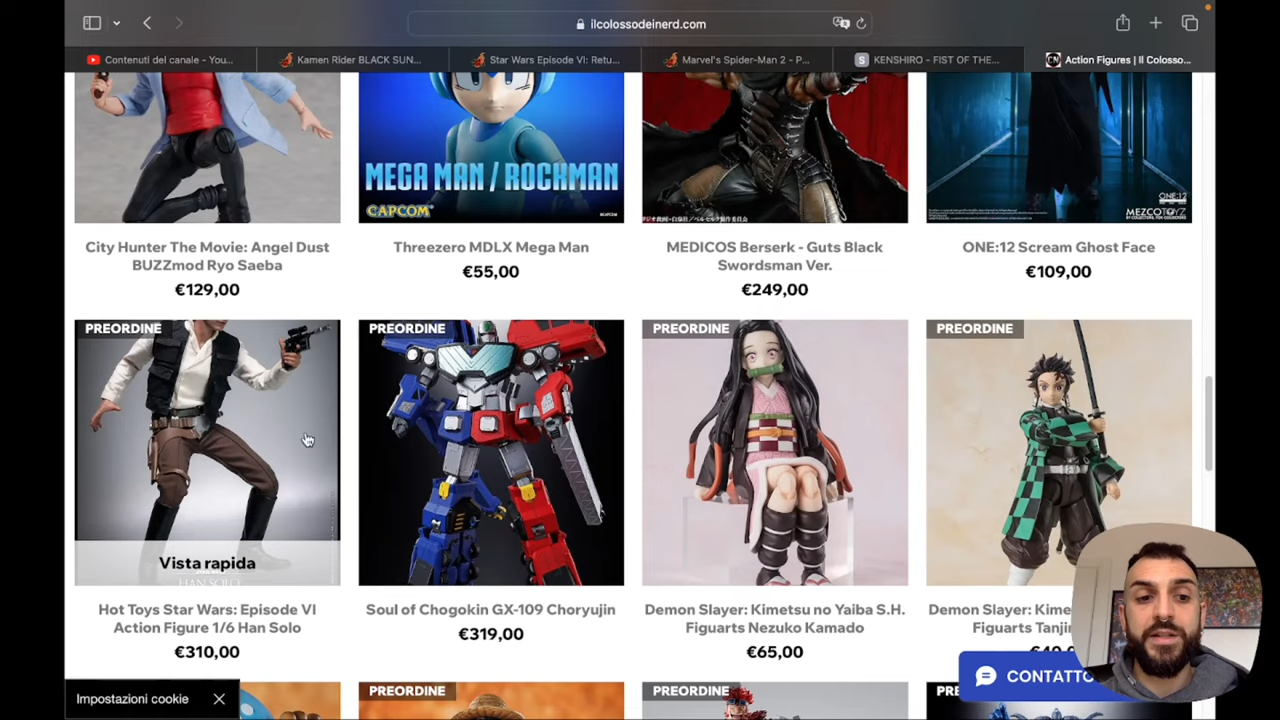 ilcolossodeinerd.com
Contenuti del canale - You...
Kamen Rider BLACK SUN...
Star Wars Episode VI: Retu...
Marvel's Spider-Man 2 - P...
S
KENSHIRO - FIST OF THE...
Action Figures | Il Colosso...
MEGA MAN / ROCKMAN
CAPCOM
ONE:12
MEZCOTOYZ
City Hunter The Movie: Angel Dust
BUZZmod Ryo Saeba
€129,00
Threezero MDLX Mega Man
€55,00
MEDICOS Berserk - Guts Black
Swordsman Ver.
€249,00
ONE:12 Scream Ghost Face
€109,00
PREORDINE
PREORDINE
PREORDINE
PREORDINE
Vista rapida
HAN SOLO
Hot Toys Star Wars: Episode VI
Action Figure 1/6 Han Solo
€310,00
Soul of Chogokin GX-109 Choryujin
€319,00
Demon Slayer: Kimetsu no Yaiba S.H.
Figuarts Nezuko Kamado
€65,00
Demon Slayer: Kime
Figuarts Tanji
CONTATTO
Impostazioni cookie
PREORDINE
PREORDINE